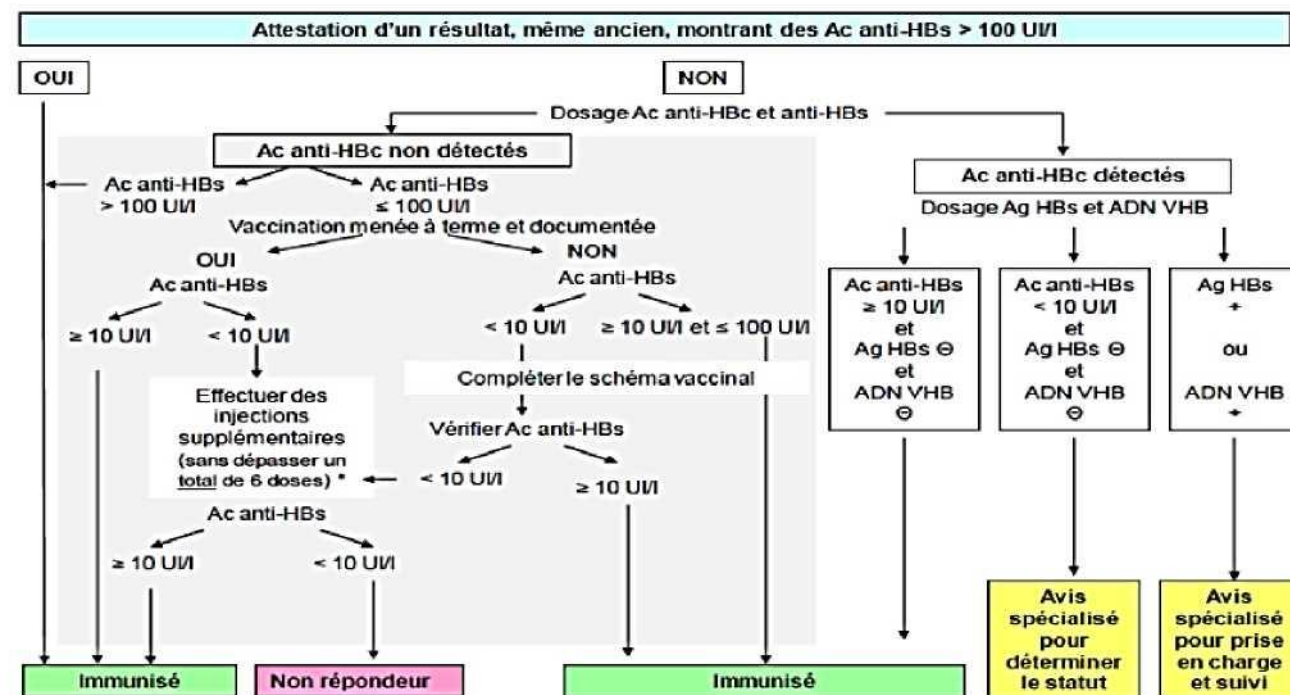 Attestation d'un résultat, même ancien, montrant des Ac anti-HBs > 100 UI/l
OUI
NON
Dosage Ac anti-HBc et anti-HBs
Ac anti-HBc non détectés
Ac anti-HBs
> 100 UI/l
Ac anti-HBs
≤ 100 UI/l
Vaccination menée à terme et documentée
OUI
Ac anti-HBs
≥ 10 UI/l
< 10 UI/l
Effectuer des
injections
supplémentaires
(sans dépasser un
total de 6 doses) *
Ac anti-HBs
≥ 10 UI/l
< 10 UI/l
NON
Ac anti-HBs
< 10 UI/l
≥ 10 UI/l et ≤ 100 UI/l
Compléter le schéma vaccinal
Vérifier Ac anti-HBs
< 10 UI/l
≥ 10 UI/l
Ac anti-HBc détectés
Dosage Ag HBs et ADN VHB
Ac anti-HBs
≥ 10 UI/l
et
Ag HBs ⊖
et
ADN VHB
⊖
Ac anti-HBs
< 10 UI/l
et
Ag HBs ⊖
et
ADN VHB
⊖
Ag HBs
+
ou
ADN VHB
+
Immunisé
Non répondeur
Immunisé
Avis
spécialisé
pour
déterminer
le statut
Avis
spécialisé
pour prise
en charge
et suivi